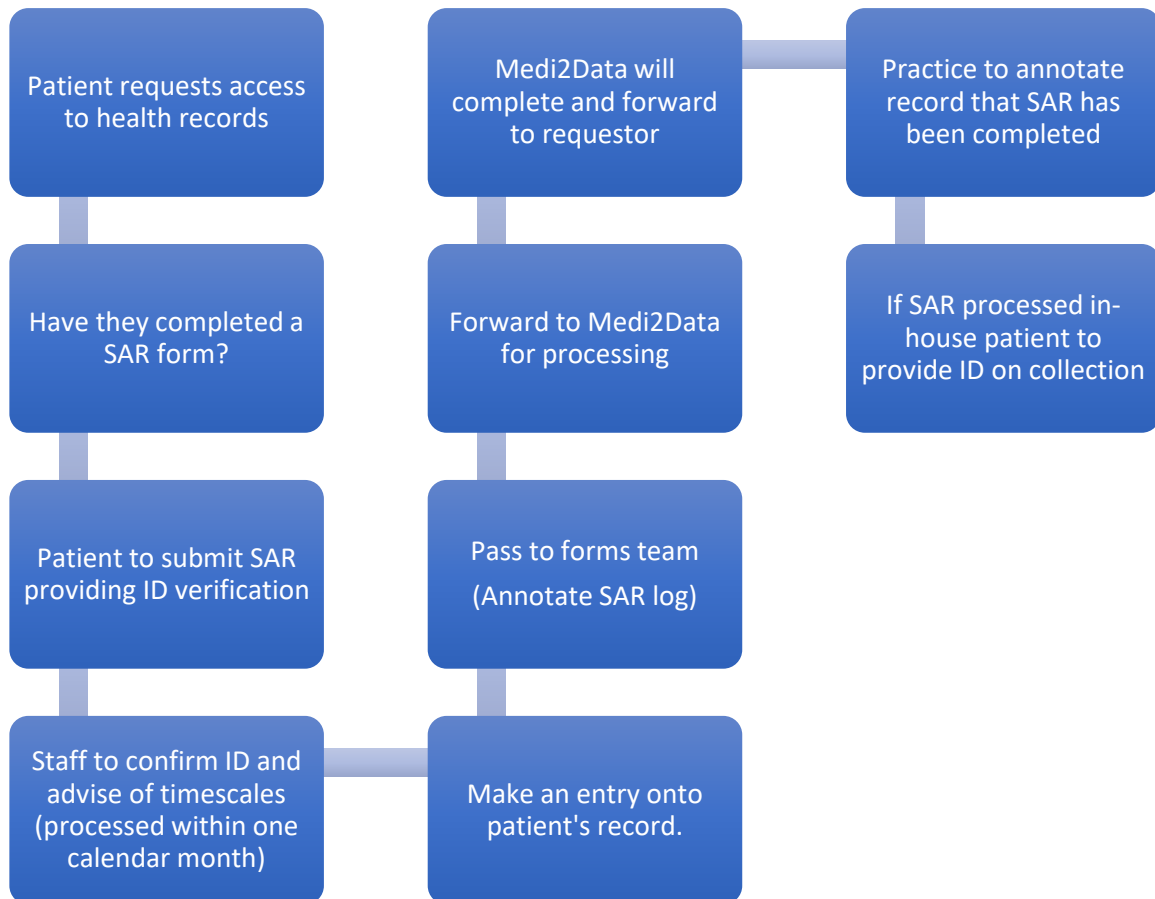 Patient requests access
to health records
Have they completed a
SAR form?
Patient to submit SAR
providing ID verification
Staff to confirm ID and
advise of timescales
(processed within one
calendar month)
Make an entry onto
patient's record.
Pass to forms team
(Annotate SAR log)
Forward to Medi2Data
for processing
Medi2Data will
complete and forward
to requestor
Practice to annotate
record that SAR has
been completed
If SAR processed in-
house patient to
provide ID on collection